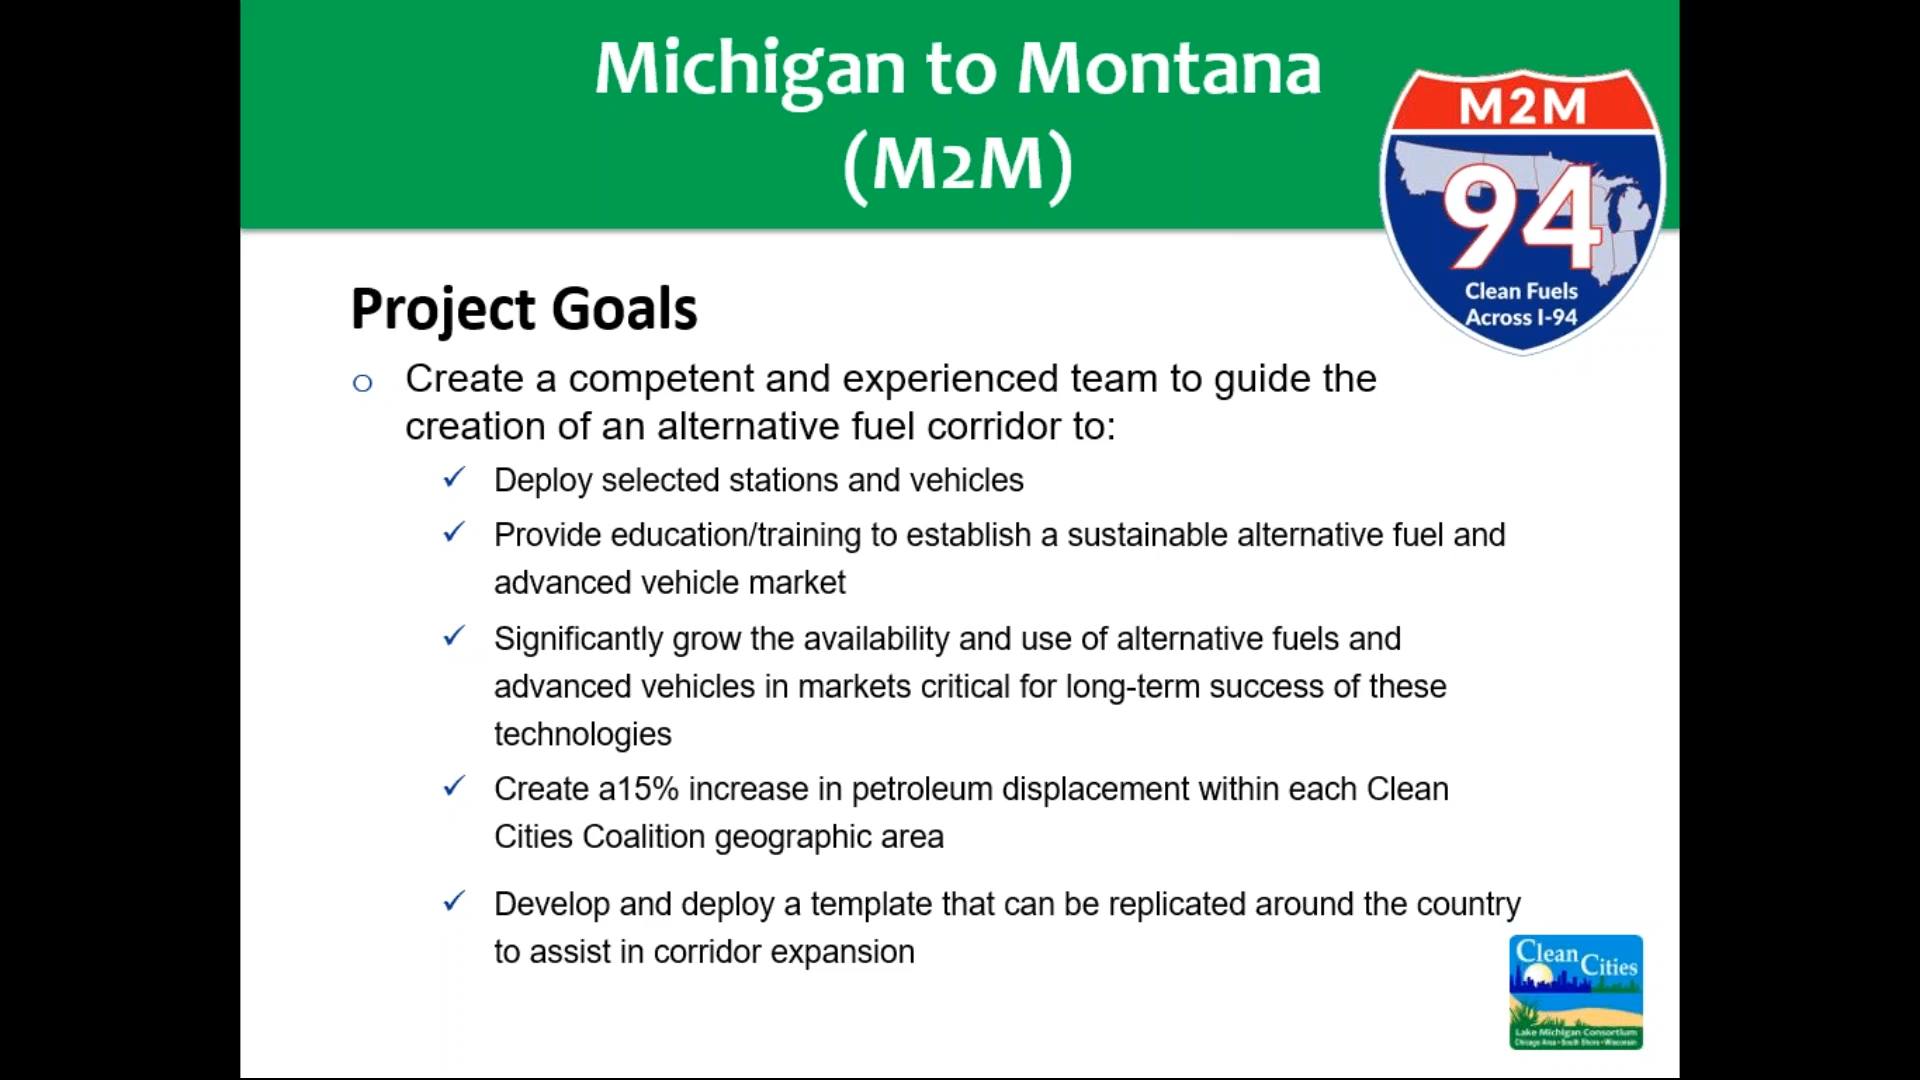 Michigan to Montana
(M2M)
M2M
94
Clean Fuels
Across I-94
Project Goals
o Create a competent and experienced team to guide the
creation of an alternative fuel corridor to:
✓ Deploy selected stations and vehicles
✓ Provide education/training to establish a sustainable alternative fuel and
advanced vehicle market
✓ Significantly grow the availability and use of alternative fuels and
advanced vehicles in markets critical for long-term success of these
technologies
✓ Create a15% increase in petroleum displacement within each Clean
Cities Coalition geographic area
✓ Develop and deploy a template that can be replicated around the country
to assist in corridor expansion
Clean Cities
Lake Michigan Consortium
Chicago Area • South Shore • Wisconsin